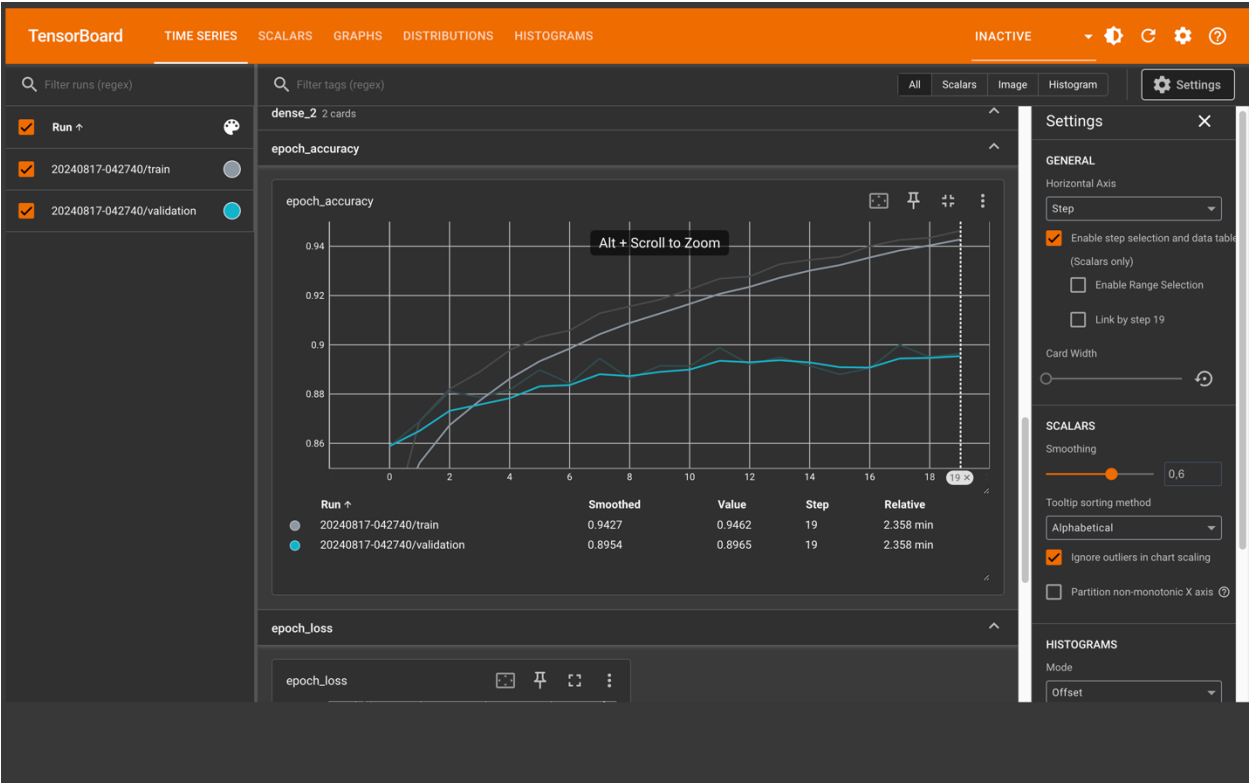 TensorBoard TIME SERIES SCALARS GRAPHS DISTRIBUTIONS HISTOGRAMS INACTIVE
Filter runs (regex)
Run ↑
20240817-042740/train
20240817-042740/validation
Filter tags (regex)
All Scalars Image Histogram
Settings
dense_2 2 cards
epoch_accuracy
epoch_accuracy
Alt + Scroll to Zoom
0.94
0.92
0.9
0.88
0.86
0 2 4 6 8 10 12 14 16 18 19 ×
Run ↑ Smoothed Value Step Relative
20240817-042740/train 0.9427 0.9462 19 2.358 min
20240817-042740/validation 0.8954 0.8965 19 2.358 min
epoch_loss
epoch_loss
Settings
GENERAL
Horizontal Axis
Step
Enable step selection and data table
(Scalars only)
Enable Range Selection
Link by step 19
Card Width
SCALARS
Smoothing
0,6
Tooltip sorting method
Alphabetical
Ignore outliers in chart scaling
Partition non-monotonic X axis
HISTOGRAMS
Mode
Offset